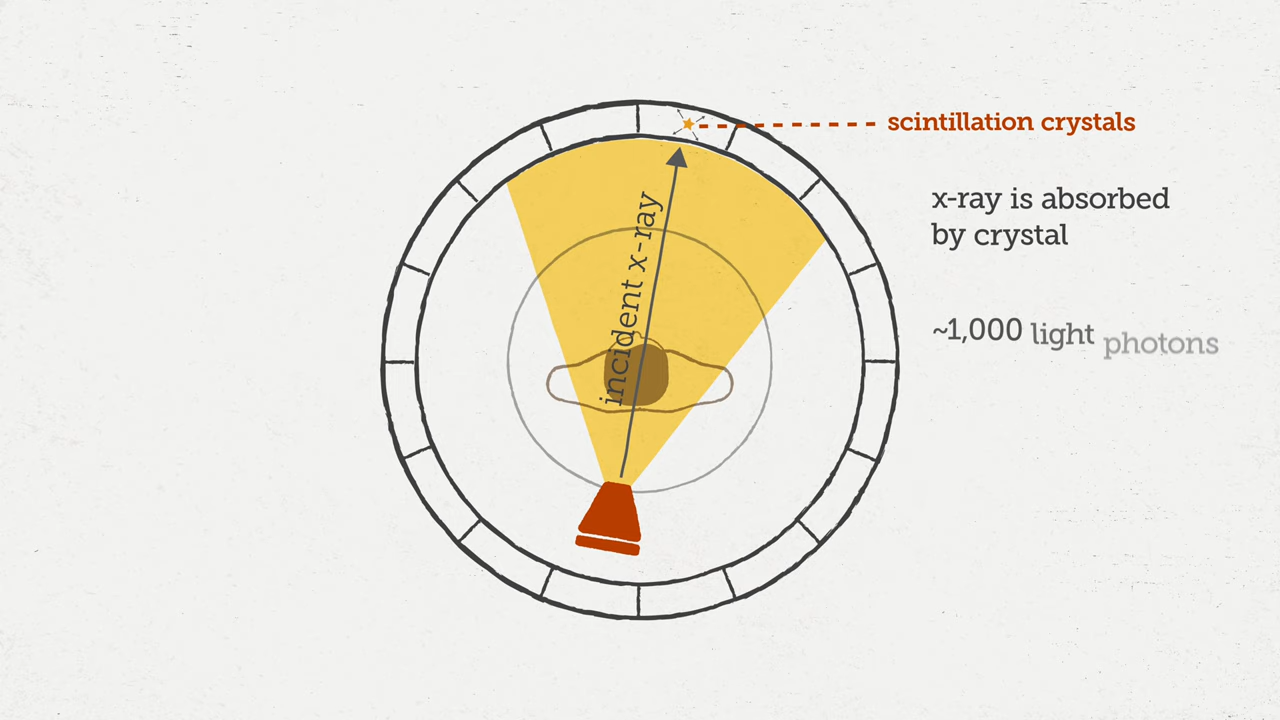 scintillation crystals
x-ray is absorbed
by crystal
~1,000 light photons
incident x-ray